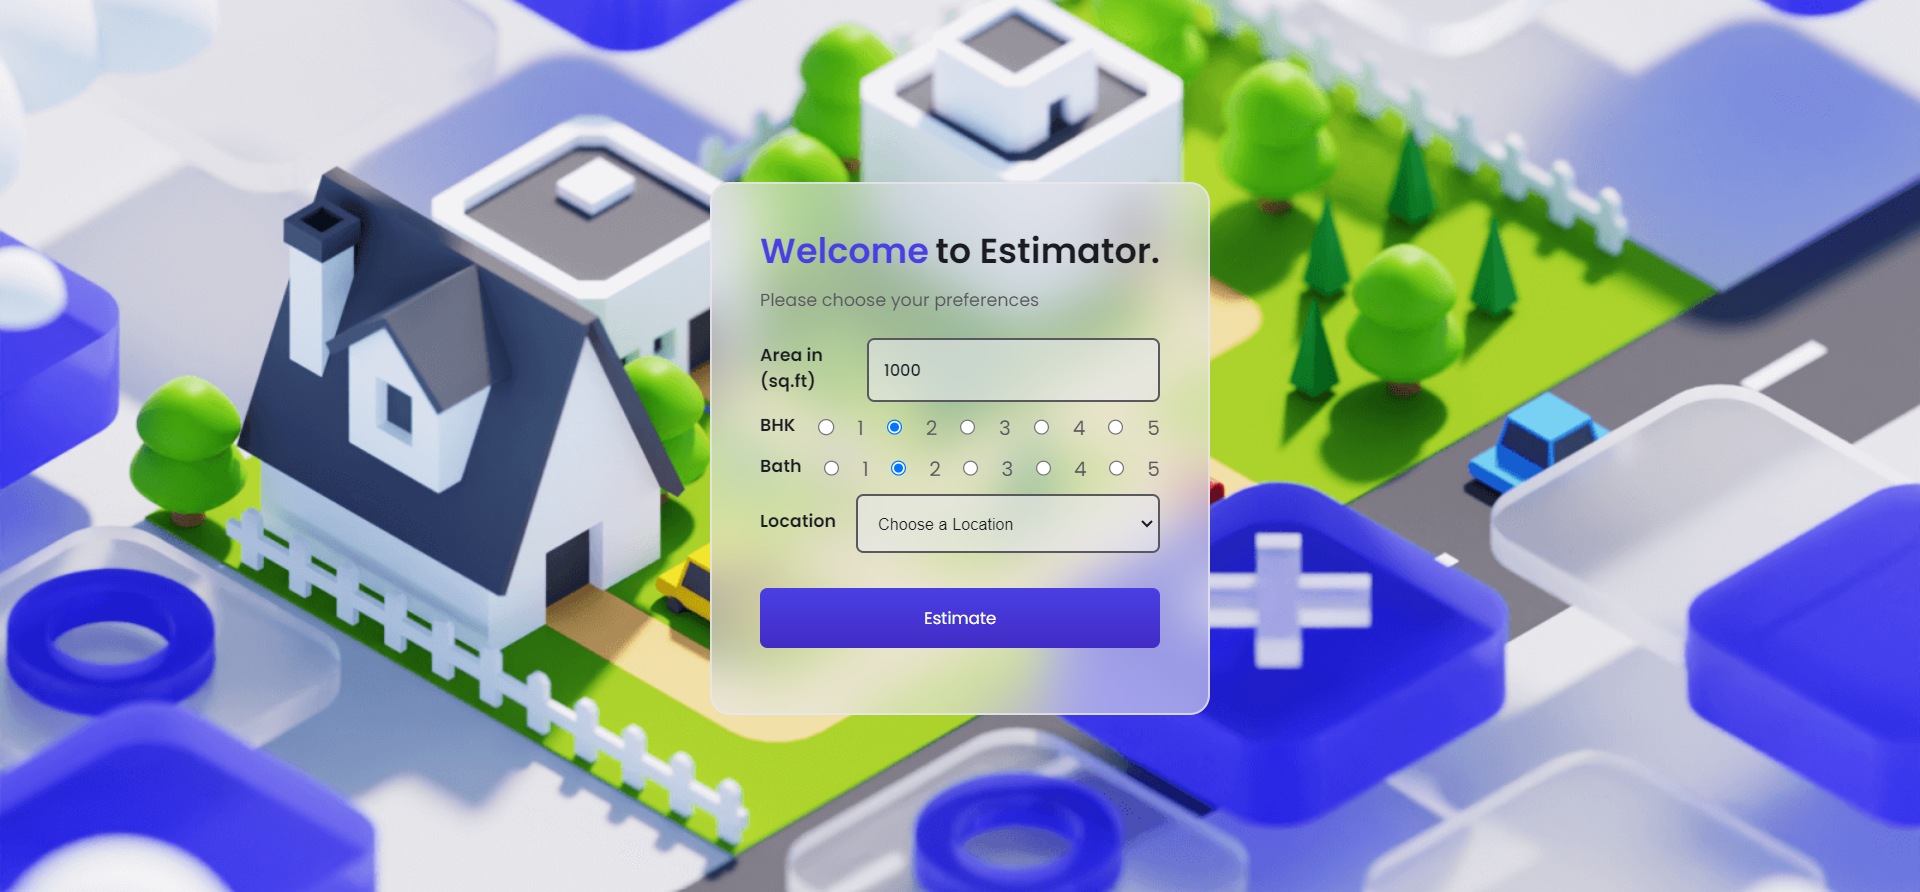 Welcome to Estimator.
Please choose your preferences
Area in
(sq.ft)
1000
BHK 1 2 3 4 5
Bath 1 2 3 4 5
Location Choose a Location
Estimate